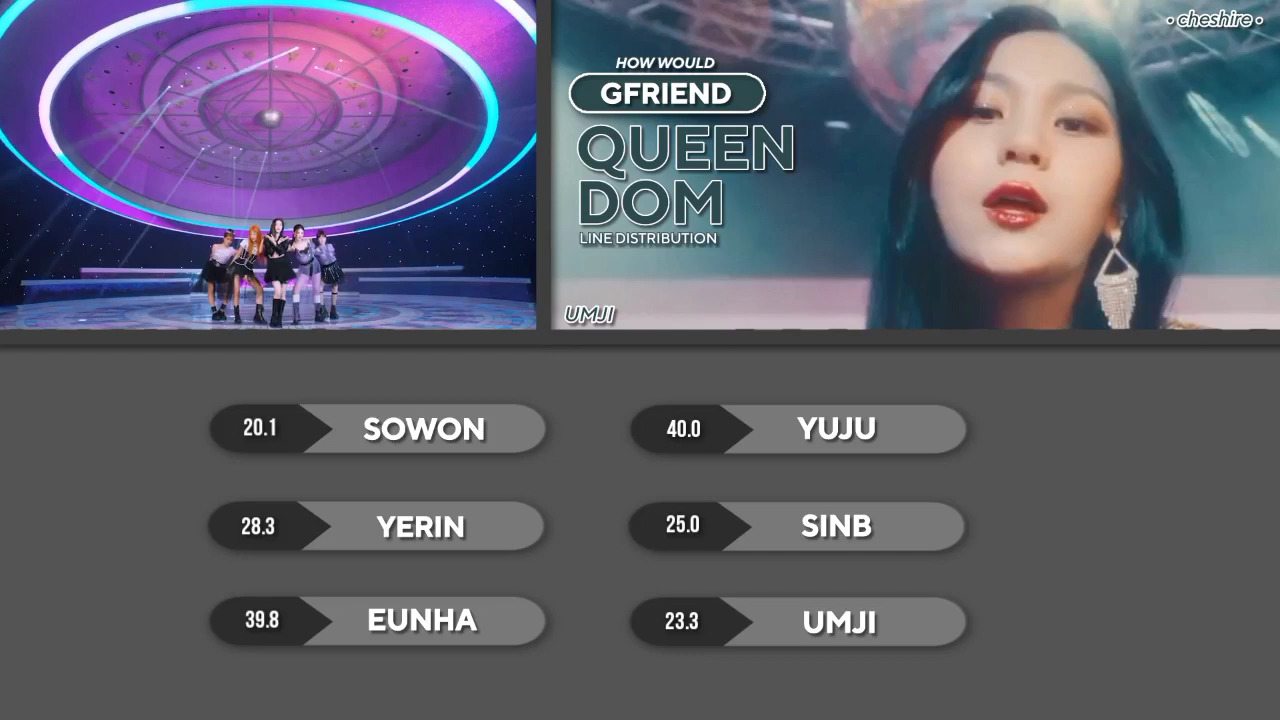 • cheshire •
HOW WOULD
GFRIEND
QUEEN
DOM
LINE DISTRIBUTION
UMJI
20.1 SOWON
40.0 YUJU
28.3 YERIN
25.0 SINB
39.8 EUNHA
23.3 UMJI